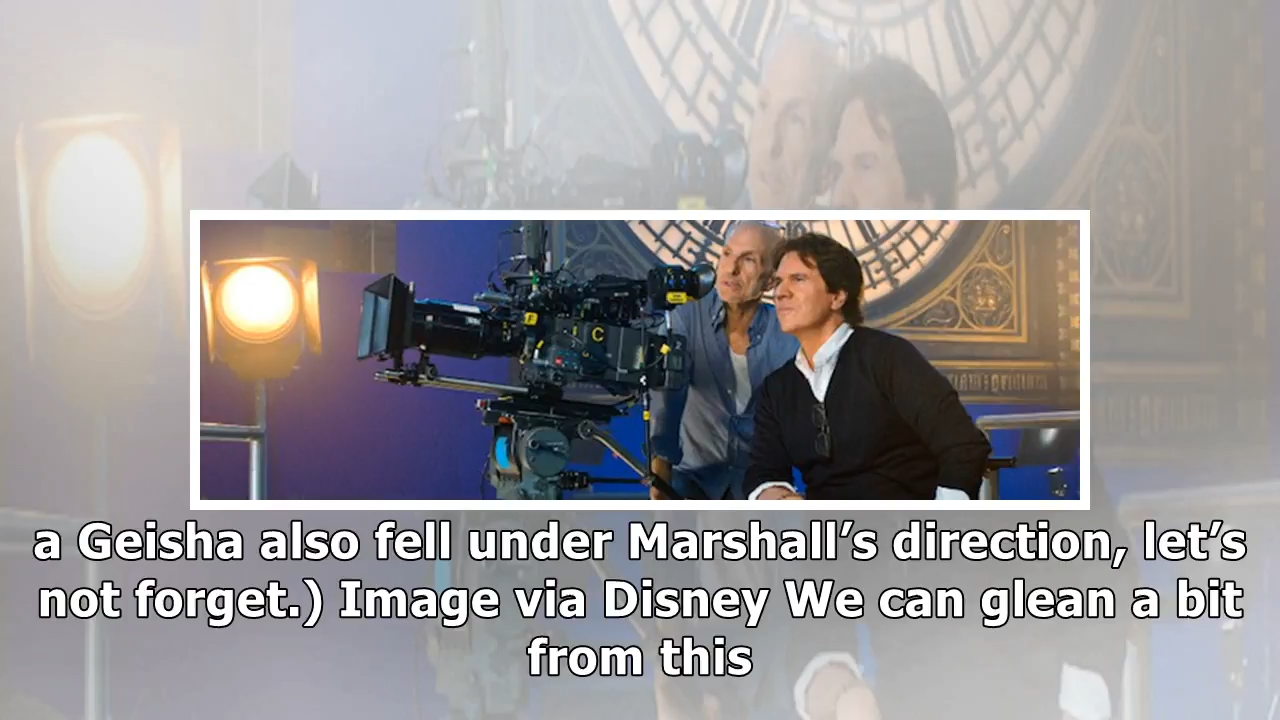 F
C
a Geisha also fell under Marshall’s direction, let’s
not forget.) Image via Disney We can glean a bit
from this